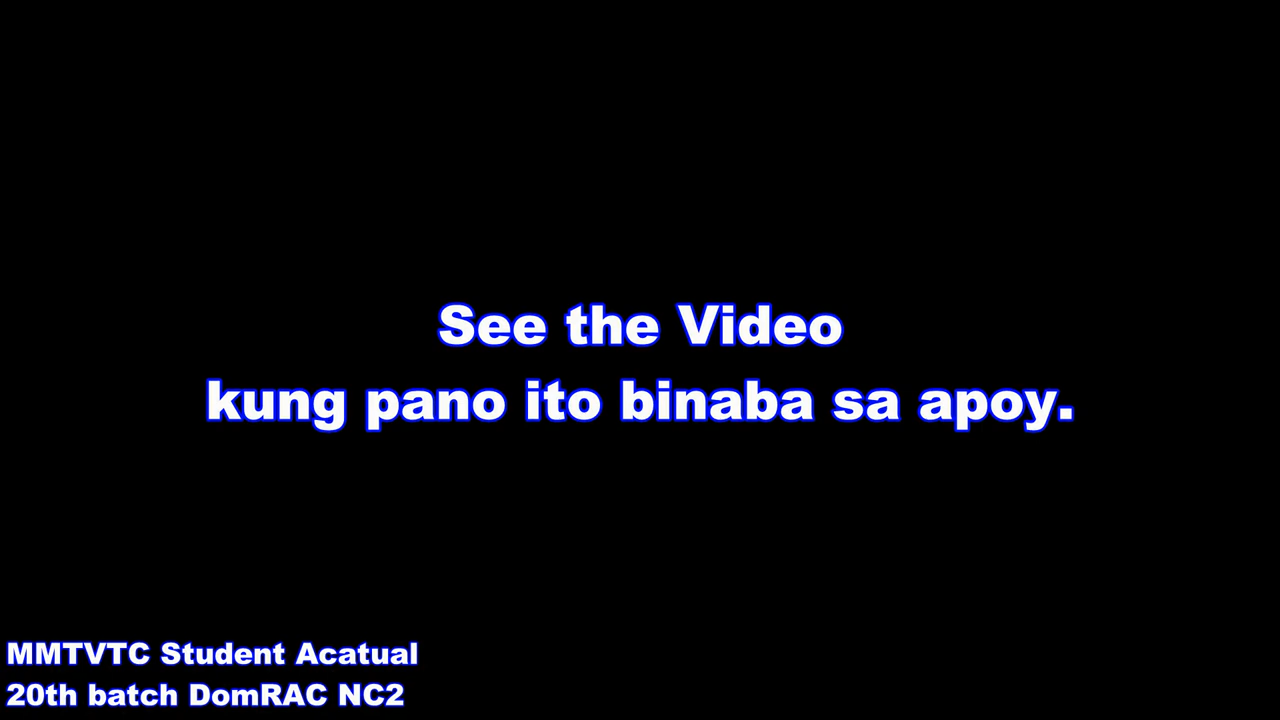 See the Video
kung pano ito binaba sa apoy.
MMTVTC Student Acatual
20th batch DomRAC NC2